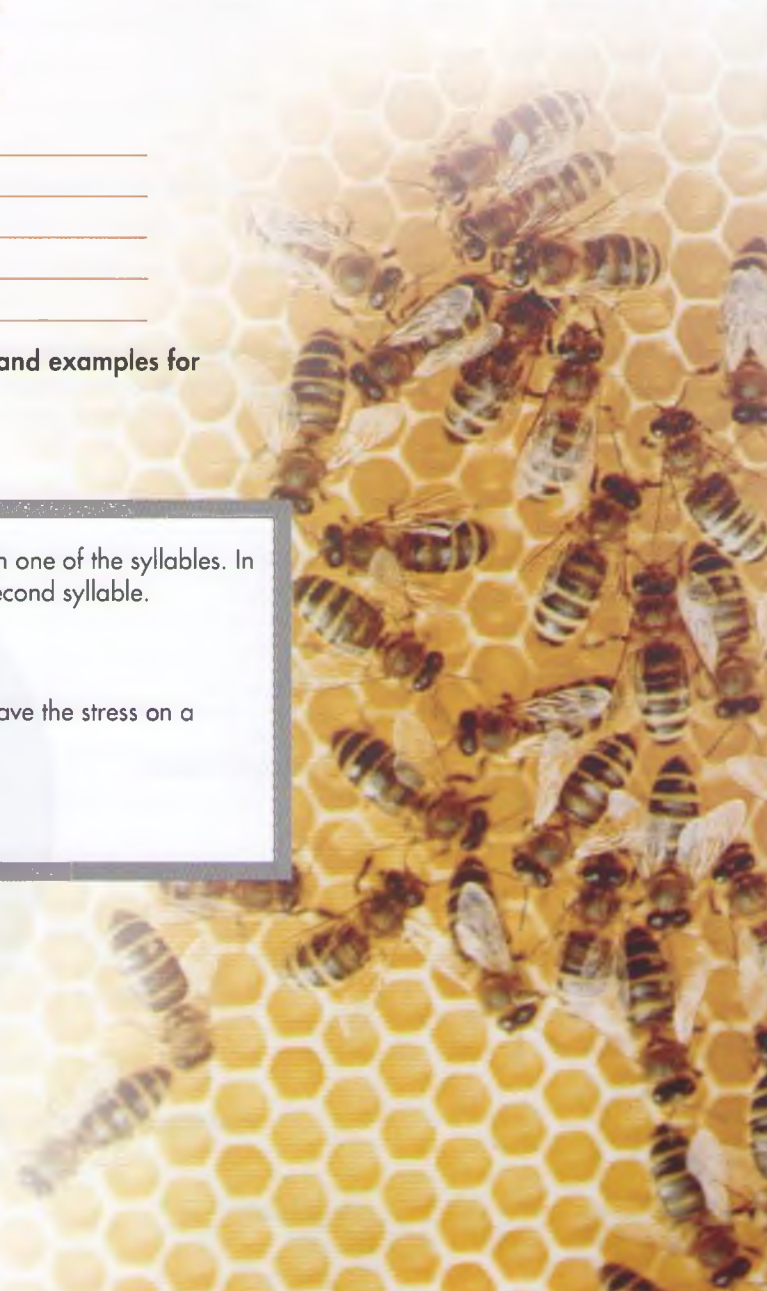 and examples for
n one of the syllables. In
econd syllable.
ave the stress on a